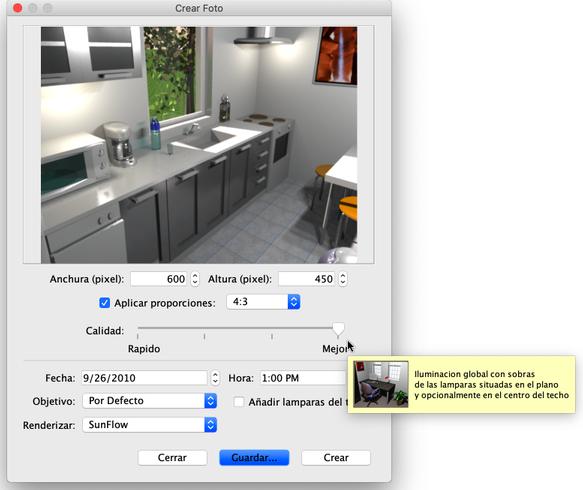 Crear Foto
Anchura (pixel): 600 Altura (pixel): 450
Aplicar proporciones: 4:3
Calidad:
Rapido Mejor
Fecha: 9/26/2010 Hora: 1:00 PM
Iluminacion global con sobras
de las lamparas situadas en el plano
y opcionalmente en el centro del techo
Objetivo: Por Defecto Añadir lamparas del
Renderizar: SunFlow
Cerrar Guardar... Crear